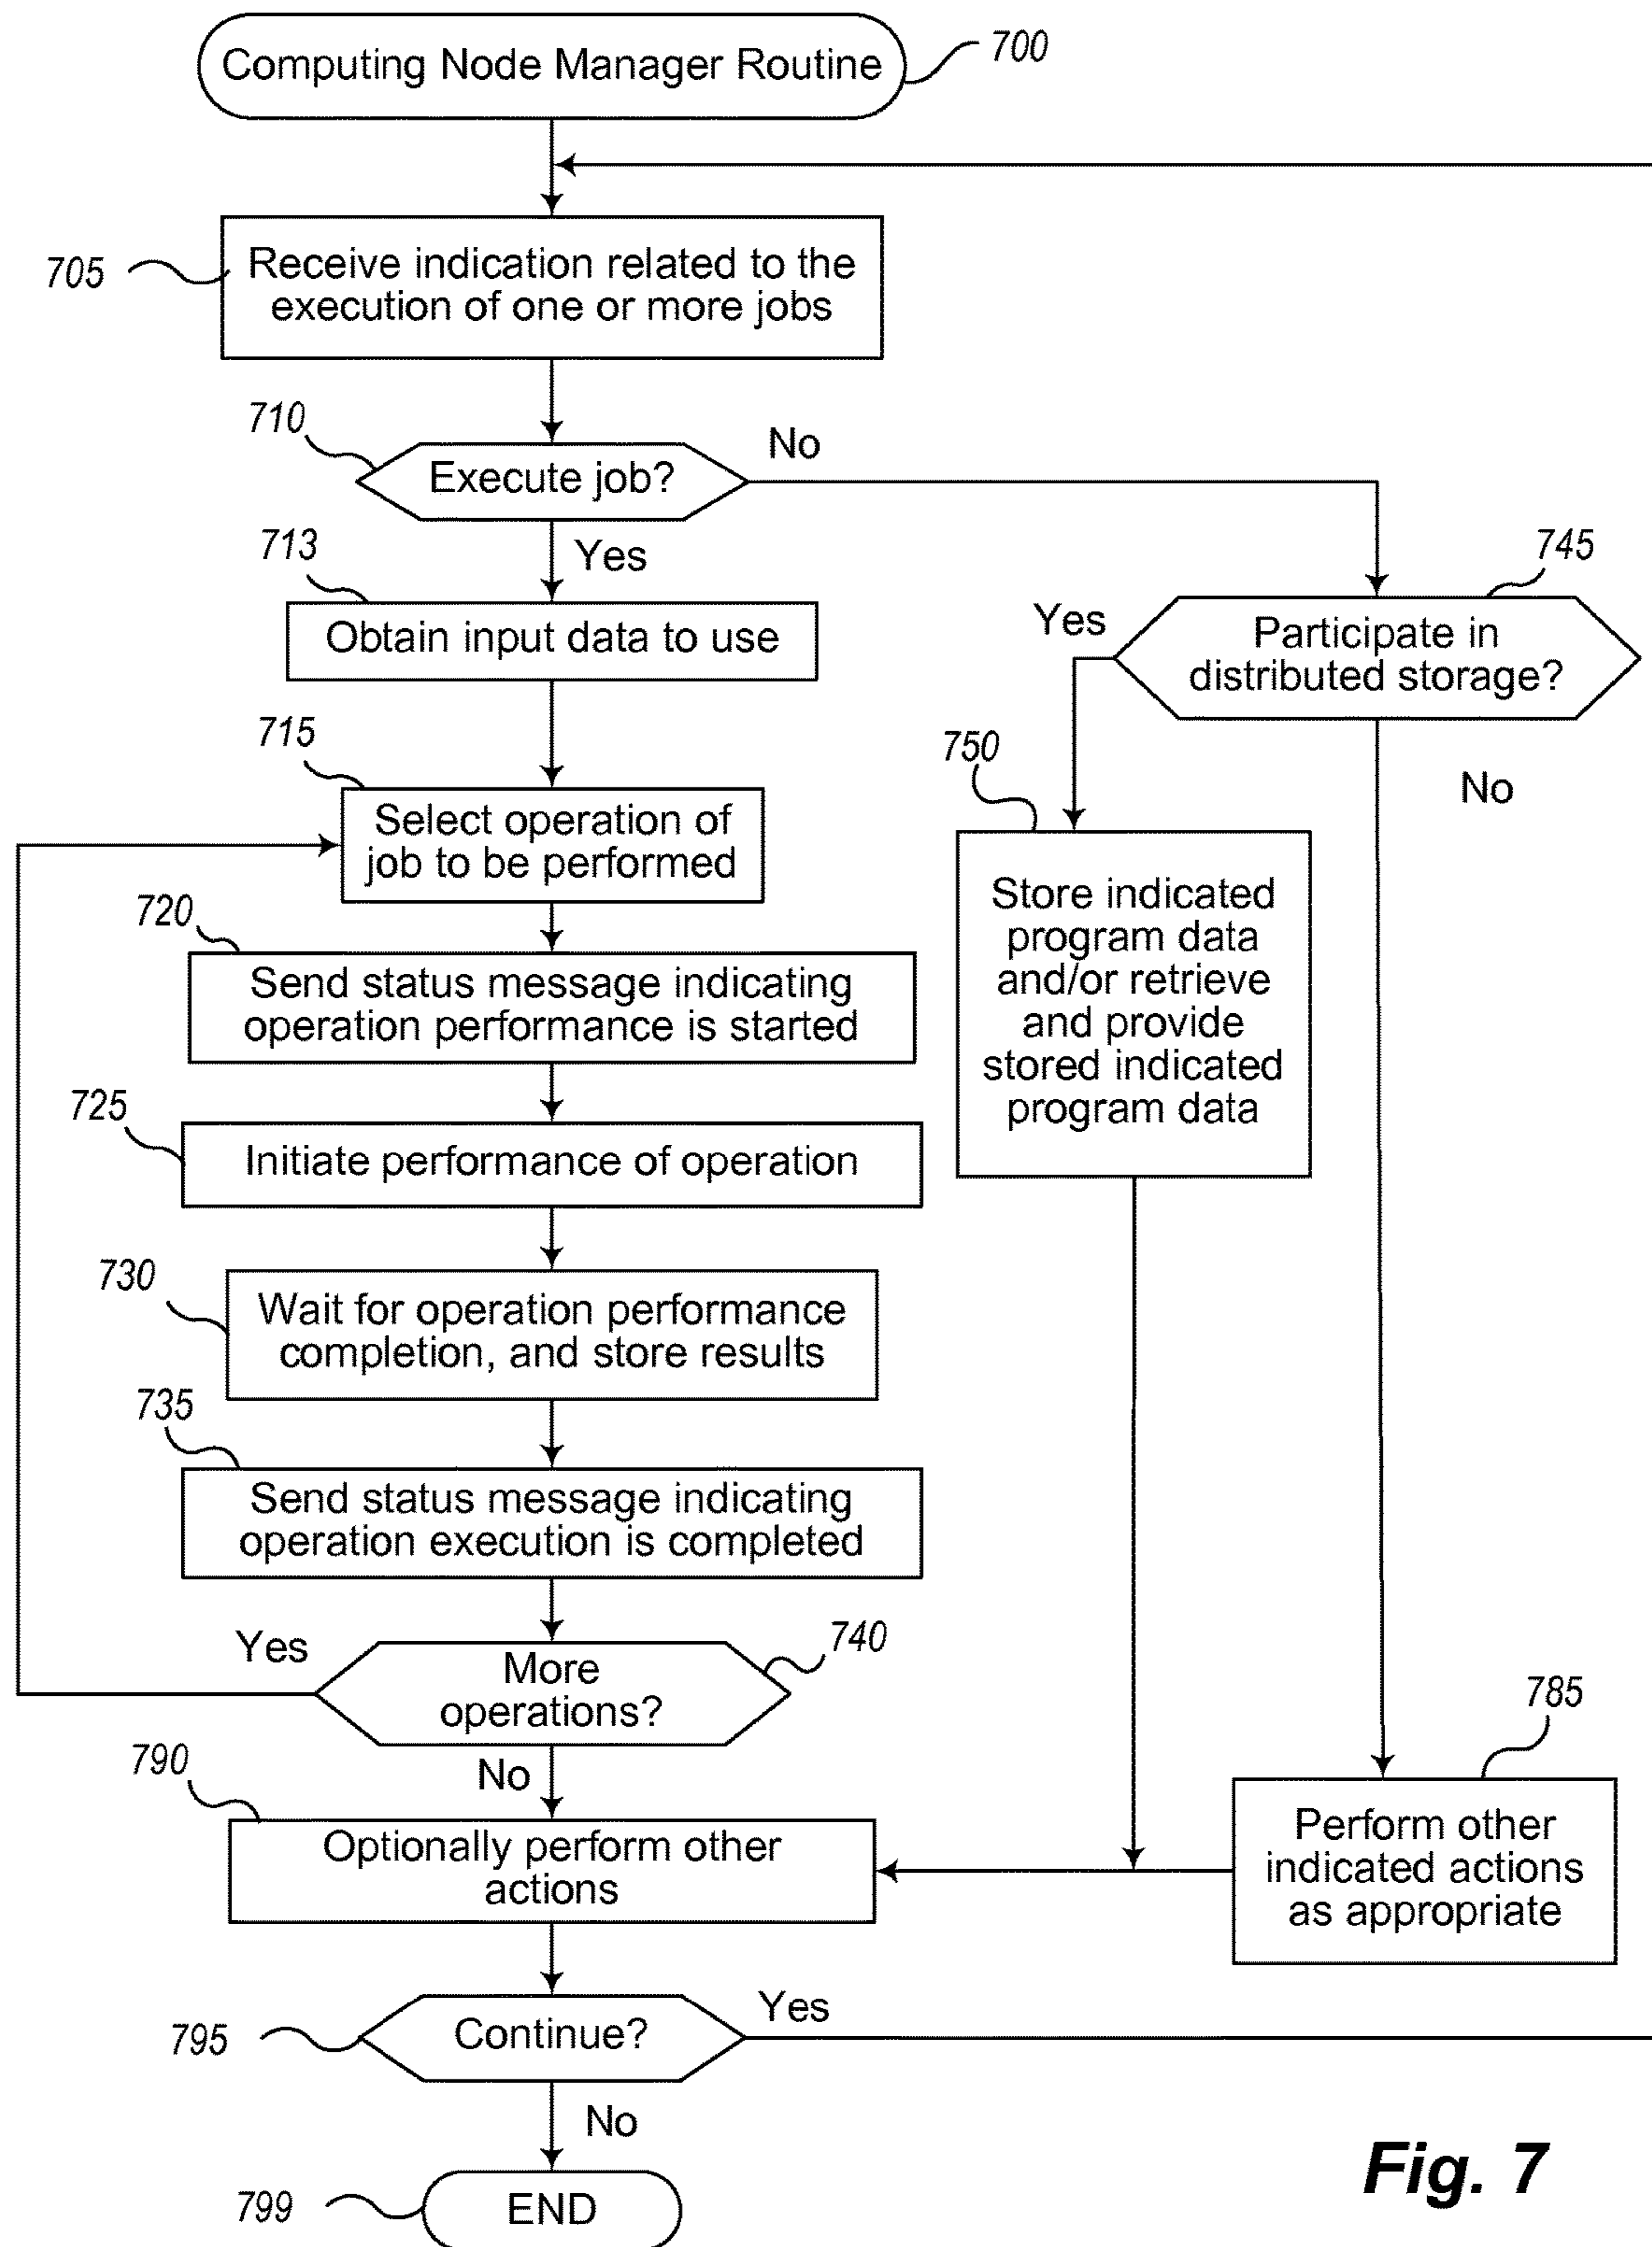 Computing Node Manager Routine
700
705
Receive indication related to the
execution of one or more jobs
710
Execute job?
No
Yes
713
Obtain input data to use
745
Participate in
distributed storage?
Yes
No
715
Select operation of
job to be performed
750
Store indicated
program data
and/or retrieve
and provide
stored indicated
program data
720
Send status message indicating
operation performance is started
725
Initiate performance of operation
730
Wait for operation performance
completion, and store results
735
Send status message indicating
operation execution is completed
740
More
operations?
Yes
No
785
Perform other
indicated actions
as appropriate
790
Optionally perform other
actions
795
Continue?
Yes
No
799
END
Fig. 7